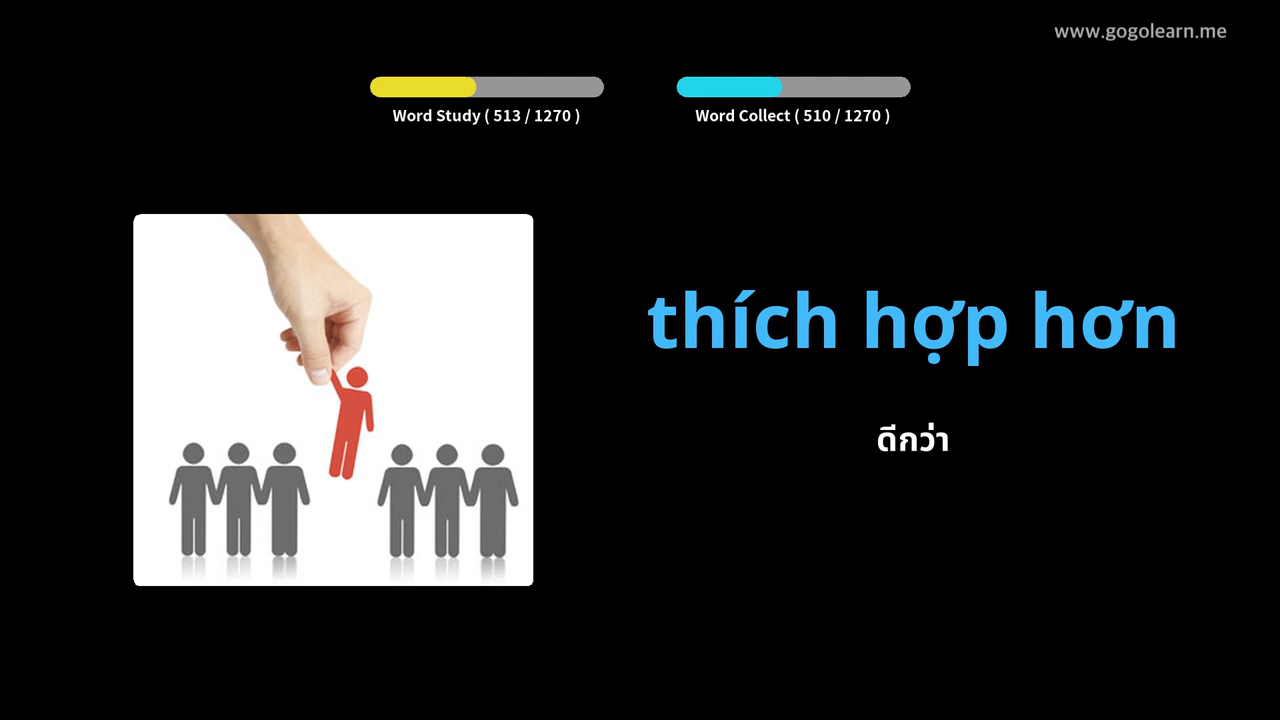 www.gogolearn.me
Word Study ( 513 / 1270 )
Word Collect ( 510 / 1270 )
thích hợp hơn
ดีกว่า